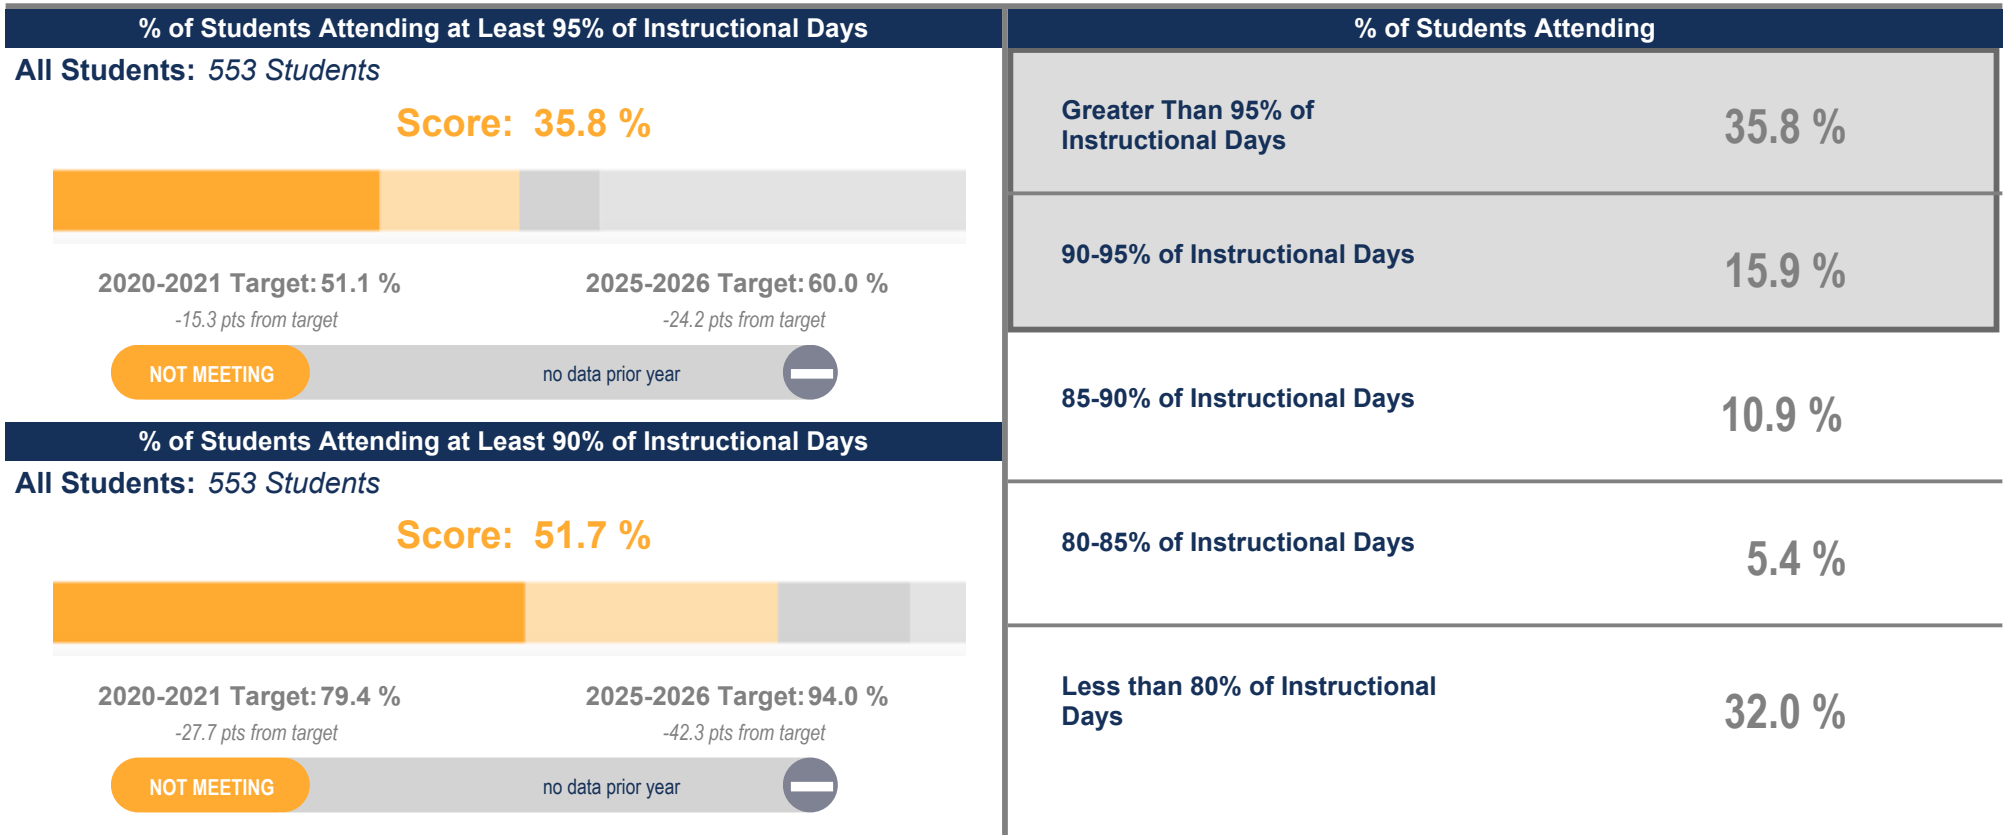 % of Students Attending at Least 95% of Instructional Days
All Students: 553 Students
Score: 35.8 %
2020-2021 Target: 51.1 %
-15.3 pts from target
2025-2026 Target: 60.0 %
-24.2 pts from target
NOT MEETING
no data prior year
% of Students Attending at Least 90% of Instructional Days
All Students: 553 Students
Score: 51.7 %
2020-2021 Target: 79.4 %
-27.7 pts from target
2025-2026 Target: 94.0 %
-42.3 pts from target
NOT MEETING
no data prior year
% of Students Attending
Greater Than 95% of
Instructional Days
35.8 %
90-95% of Instructional Days
15.9 %
85-90% of Instructional Days
10.9 %
80-85% of Instructional Days
5.4 %
Less than 80% of Instructional
Days
32.0 %